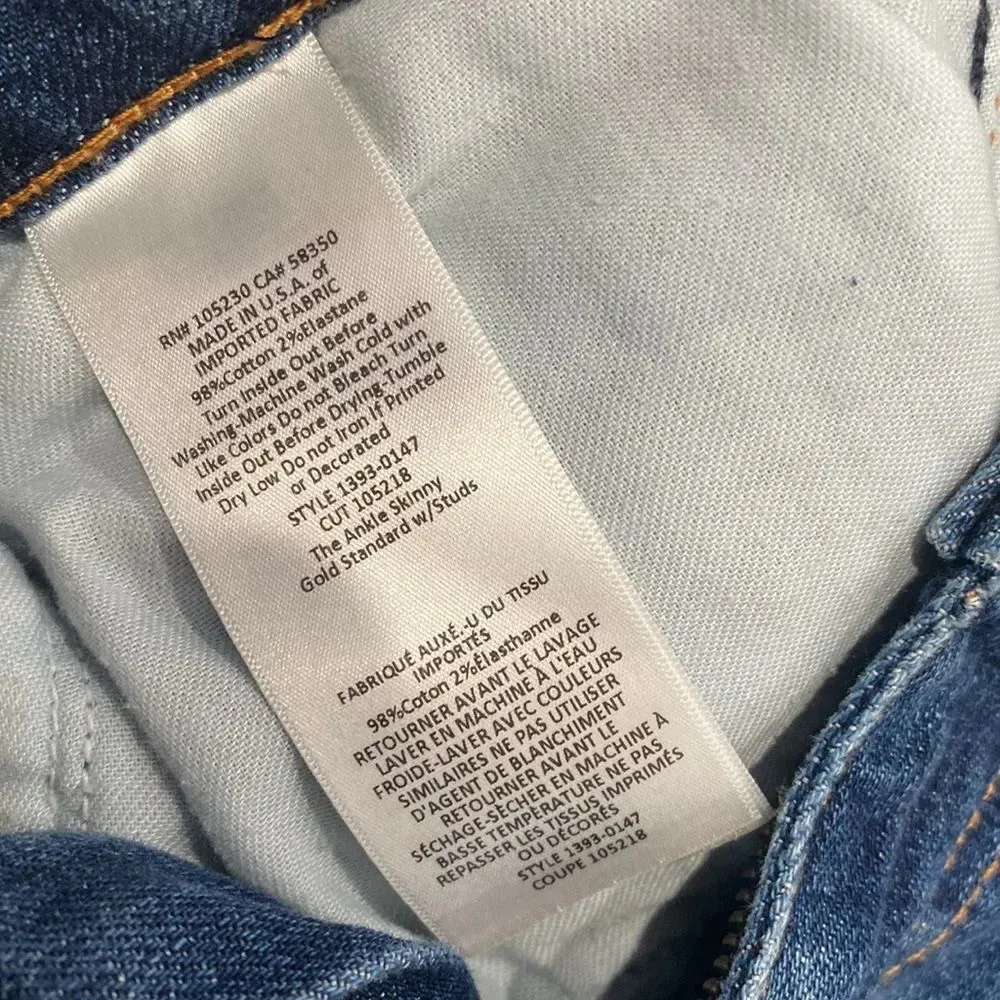 RN# 105230 CA# 58350
MADE IN U.S.A. of
IMPORTED FABRIC
98%Cotton 2%Elastane
Turn Inside Out Before
Washing-Machine Wash Cold with
Like Colors Do not Bleach Turn
Inside Out Before Drying-Tumble
Dry Low Do not Iron If Printed
or Decorated
STYLE 1393-0147
CUT 105218
The Ankle Skinny
Gold Standard w/Studs
FABRIQUÉ AUXÉ.-U DU TISSU
IMPORTÉS
98%Coton 2%Élasthanne
RETOURNER AVANT LE LAVAGE
LAVER EN MACHINE À L'EAU
FROIDE-LAVER AVEC COULEURS
SIMILAIRES NE PAS UTILISER
D'AGENT DE BLANCHIMENT
RETOURNER AVANT LE
SÉCHAGE-SÉCHER EN MACHINE À
BASSE TEMPÉRATURE NE PAS
REPASSER LES TISSUS IMPRIMÉS
OU DÉCORÉS
STYLE 1393-0147
COUPE 105218